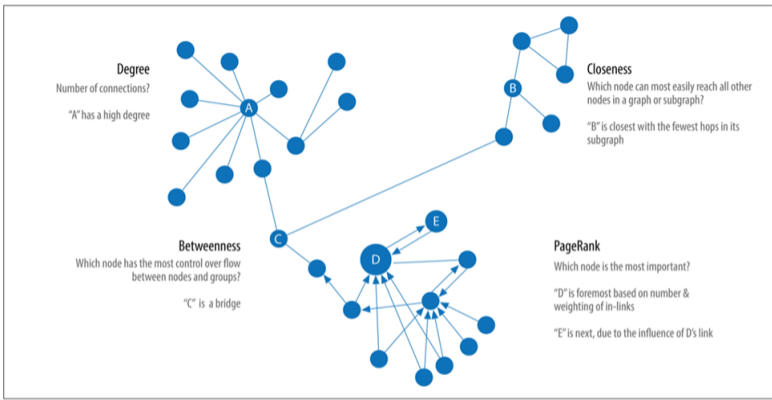 Degree
Number of connections?
“A” has a high degree
A
B
Closeness
Which node can most easily reach all other
nodes in a graph or subgraph?
“B” is closest with the fewest hops in its
subgraph
Betweenness
Which node has the most control over flow
between nodes and groups?
“C” is a bridge
C
D
E
PageRank
Which node is the most important?
“D” is foremost based on number &
weighting of in-links
“E” is next, due to the influence of D’s link